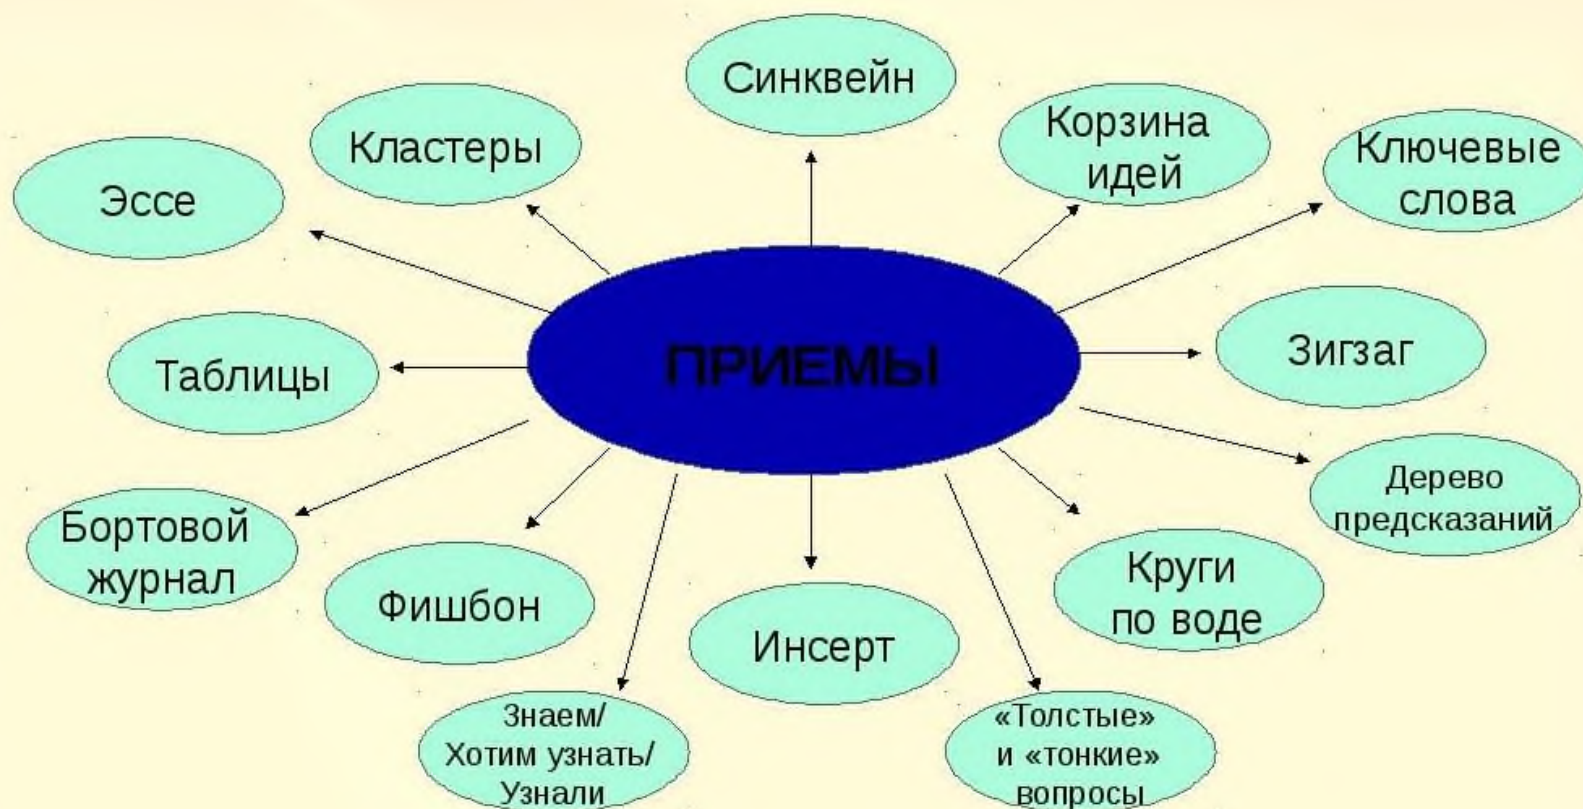 Синквейн
Кластеры
Корзина
идей
Ключевые
слова
Эссе
ПРИЕМЫ
Таблицы
Зигзаг
Дерево
предсказаний
Бортовой
журнал
Фишбон
Инсерт
Круги
по воде
Знаем/
Хотим узнать/
Узнали
«Толстые»
и «тонкие»
вопросы